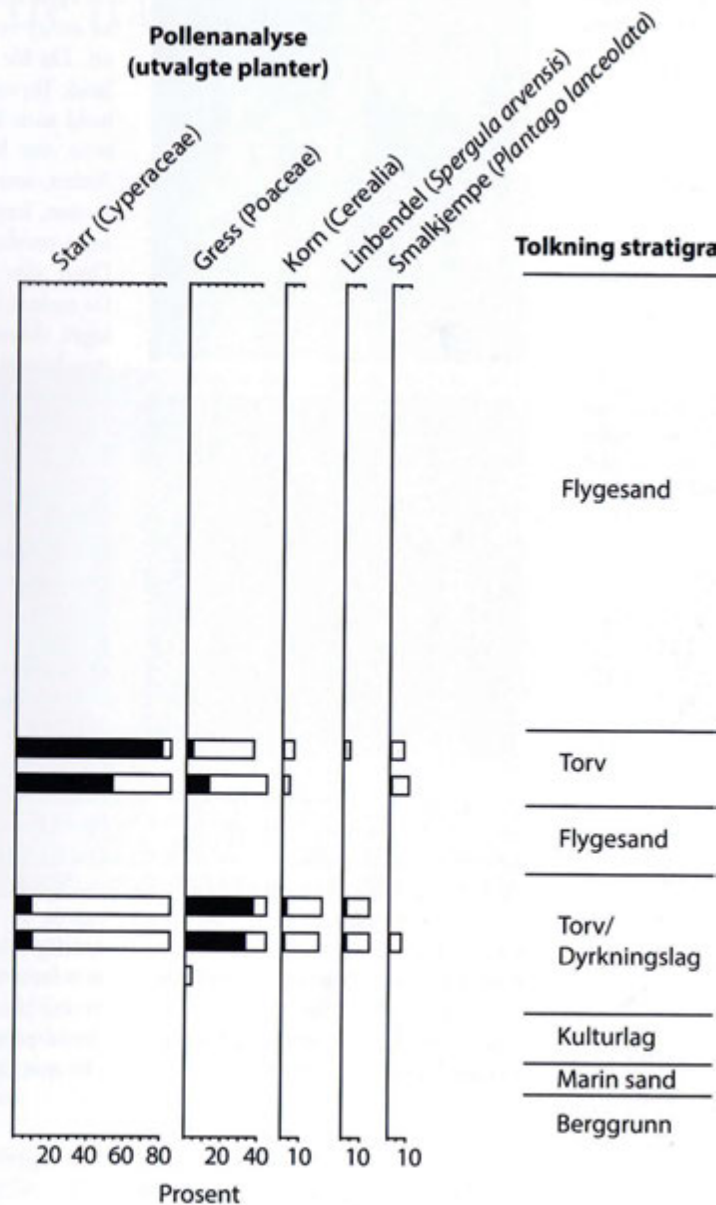 Pollenanalyse
(utvalgte planter)
Starr (Cyperaceae)
Gress (Poaceae)
Korn (Cerealia)
Linbendel (Spergula arvensis)
Smalkjempe (Plantago lanceolata)
Tolkning stratigra
Flygesand
Torv
Flygesand
Torv/
Dyrkningslag
Kulturlag
Marin sand
Berggrunn
20 40 60 80 20 40 10 10 10
Prosent